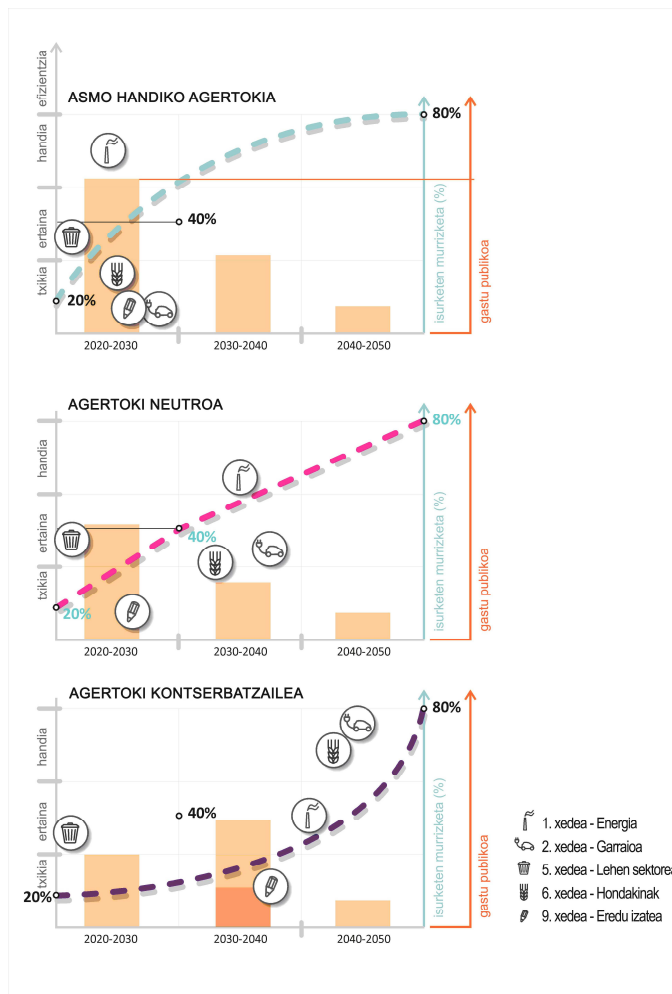 ASMO HANDIKO AGERTOKIA
efizientzia
handia
ertaina
txikia
80%
40%
20%
isurketen murrizketa (%)
gastu publikoa
2020-2030
2030-2040
2040-2050
AGERTOKI NEUTROA
handia
ertaina
txikia
80%
40%
20%
isurketen murrizketa (%)
gastu publikoa
2020-2030
2030-2040
2040-2050
AGERTOKI KONTSERBATZAILEA
handia
ertaina
txikia
80%
40%
20%
isurketen murrizketa (%)
gastu publikoa
2020-2030
2030-2040
2040-2050
1. xedea - Energia
2. xedea - Garraioa
5. xedea - Lehen sektorea
6. xedea - Hondakinak
9. xedea - Eredu izatea